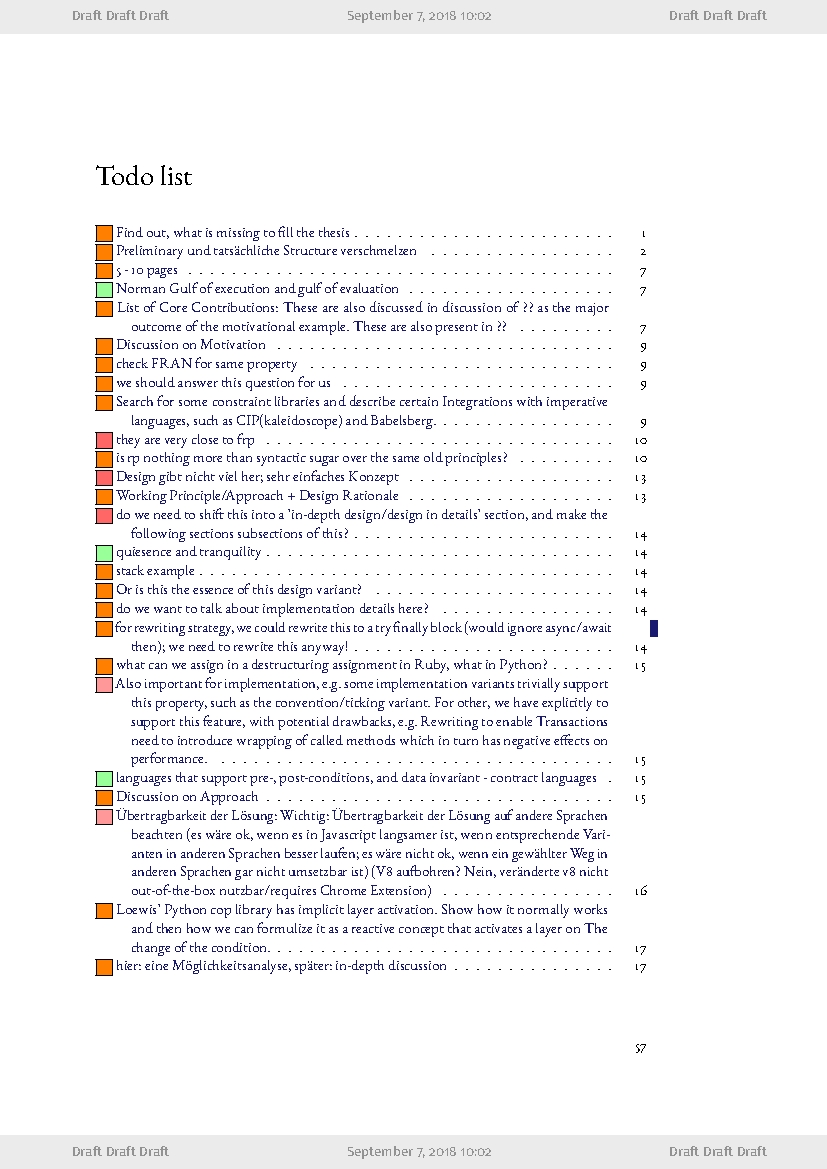 Draft Draft Draft September 7, 2018 10:02 Draft Draft Draft
Todo list
Find out, what is missing to fill the thesis . . . . . . . . . . . . . . . . . . . . . . . . 1
Preliminary und tatsächliche Structure verschmelzen . . . . . . . . . . . . . . . . . 2
5 - 10 pages . . . . . . . . . . . . . . . . . . . . . . . . . . . . . . . . . . . . . . . 7
Norman Gulf of execution and gulf of evaluation . . . . . . . . . . . . . . . . . . . 7
List of Core Contributions: These are also discussed in discussion of ?? as the major
outcome of the motivational example. These are also present in ?? . . . . . . . . . 7
Discussion on Motivation . . . . . . . . . . . . . . . . . . . . . . . . . . . . . . . 9
check FRAN for same property . . . . . . . . . . . . . . . . . . . . . . . . . . . . 9
we should answer this question for us . . . . . . . . . . . . . . . . . . . . . . . . . 9
Search for some constraint libraries and describe certain Integrations with imperative
languages, such as CIP(kaleidoscope) and Babelsberg. . . . . . . . . . . . . . . . . 9
they are very close to frp . . . . . . . . . . . . . . . . . . . . . . . . . . . . . . . . 10
is rp nothing more than syntactic sugar over the same old principles? . . . . . . . . . 10
Design gibt nicht viel her; sehr einfaches Konzept . . . . . . . . . . . . . . . . . . . 13
Working Principle/Approach + Design Rationale . . . . . . . . . . . . . . . . . . . 13
do we need to shift this into a 'in-depth design/design in details' section, and make the
following sections subsections of this? . . . . . . . . . . . . . . . . . . . . . . . . 14
quiesence and tranquility . . . . . . . . . . . . . . . . . . . . . . . . . . . . . . . . 14
stack example . . . . . . . . . . . . . . . . . . . . . . . . . . . . . . . . . . . . . . 14
Or is this the essence of this design variant? . . . . . . . . . . . . . . . . . . . . . . 14
do we want to talk about implementation details here? . . . . . . . . . . . . . . . . 14
for rewriting strategy, we could rewrite this to a try finally block (would ignore async/await
then); we need to rewrite this anyway! . . . . . . . . . . . . . . . . . . . . . . . . 14
what can we assign in a destructuring assignment in Ruby, what in Python? . . . . . . 15
Also important for implementation, e.g. some implementation variants trivially support
this property, such as the convention/ticking variant. For other, we have explicitly to
support this feature, with potential drawbacks, e.g. Rewriting to enable Transactions
need to introduce wrapping of called methods which in turn has negative effects on
performance. . . . . . . . . . . . . . . . . . . . . . . . . . . . . . . . . . . . . 15
languages that support pre-, post-conditions, and data invariant - contract languages . 15
Discussion on Approach . . . . . . . . . . . . . . . . . . . . . . . . . . . . . . . . 15
Übertragbarkeit der Lösung: Wichtig: Übertragbarkeit der Lösung auf andere Sprachen
beachten (es wäre ok, wenn es in Javascript langsamer ist, wenn entsprechende Vari-
anten in anderen Sprachen besser laufen; es wäre nicht ok, wenn ein gewählter Weg in
anderen Sprachen gar nicht umsetzbar ist) (V8 aufbohren? Nein, veränderte v8 nicht
out-of-the-box nutzbar/requires Chrome Extension) . . . . . . . . . . . . . . . . 16
Loewis' Python cop library has implicit layer activation. Show how it normally works
and then how we can formulize it as a reactive concept that activates a layer on The
change of the condition. . . . . . . . . . . . . . . . . . . . . . . . . . . . . . . . 17
hier: eine Möglichkeitsanalyse, später: in-depth discussion . . . . . . . . . . . . . . . 17
57
Draft Draft Draft September 7, 2018 10:02 Draft Draft Draft